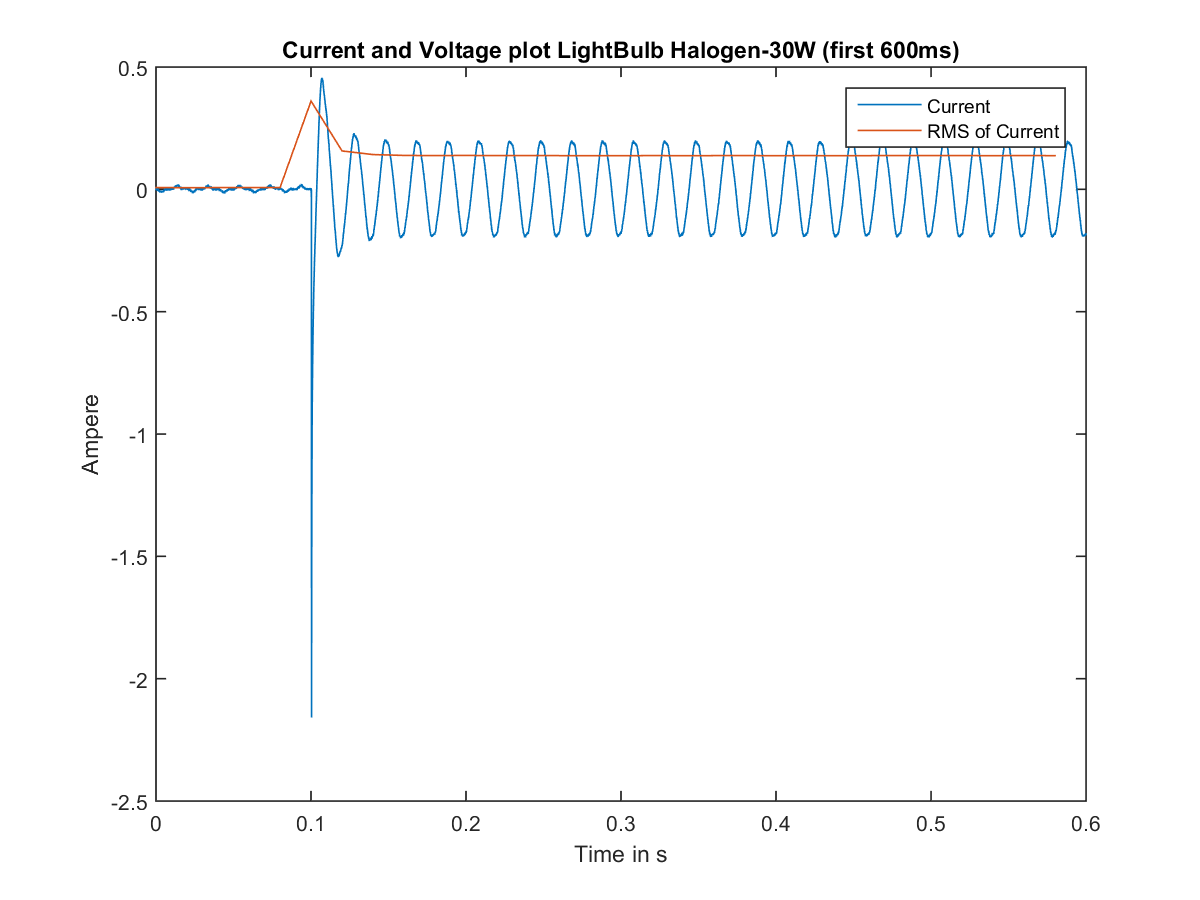 Current and Voltage plot LightBulb Halogen-30W (first 600ms)
Current
RMS of Current
0.5
0
-0.5
-1
-1.5
-2
-2.5
Ampere
0 0.1 0.2 0.3 0.4 0.5 0.6
Time in s